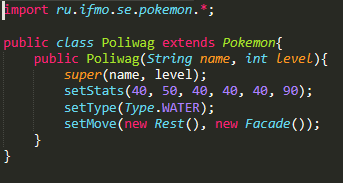 import ru.ifmo.se.pokemon.*;
public class Poliwag extends Pokemon{
public Poliwag(String name, int level){
super(name, level);
setStats(40, 50, 40, 40, 40, 90);
setType(Type.WATER);
setMove(new Rest(), new Facade());
}
}